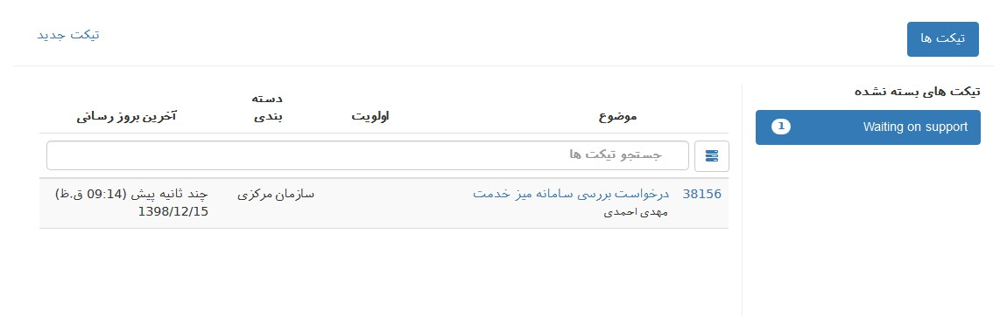 تیکت ها
تیکت جدید
تیکت های بسته نشده
Waiting on support 1
موضوع
اولویت
دسته
بندی
آخرین بروز رسانی
جستجو تیکت ها
38156 درخواست بررسی سامانه میز خدمت
مهدی احمدی
سازمان مرکزی
چند ثانیه پیش (09:14 ق.ظ)
1398/12/15